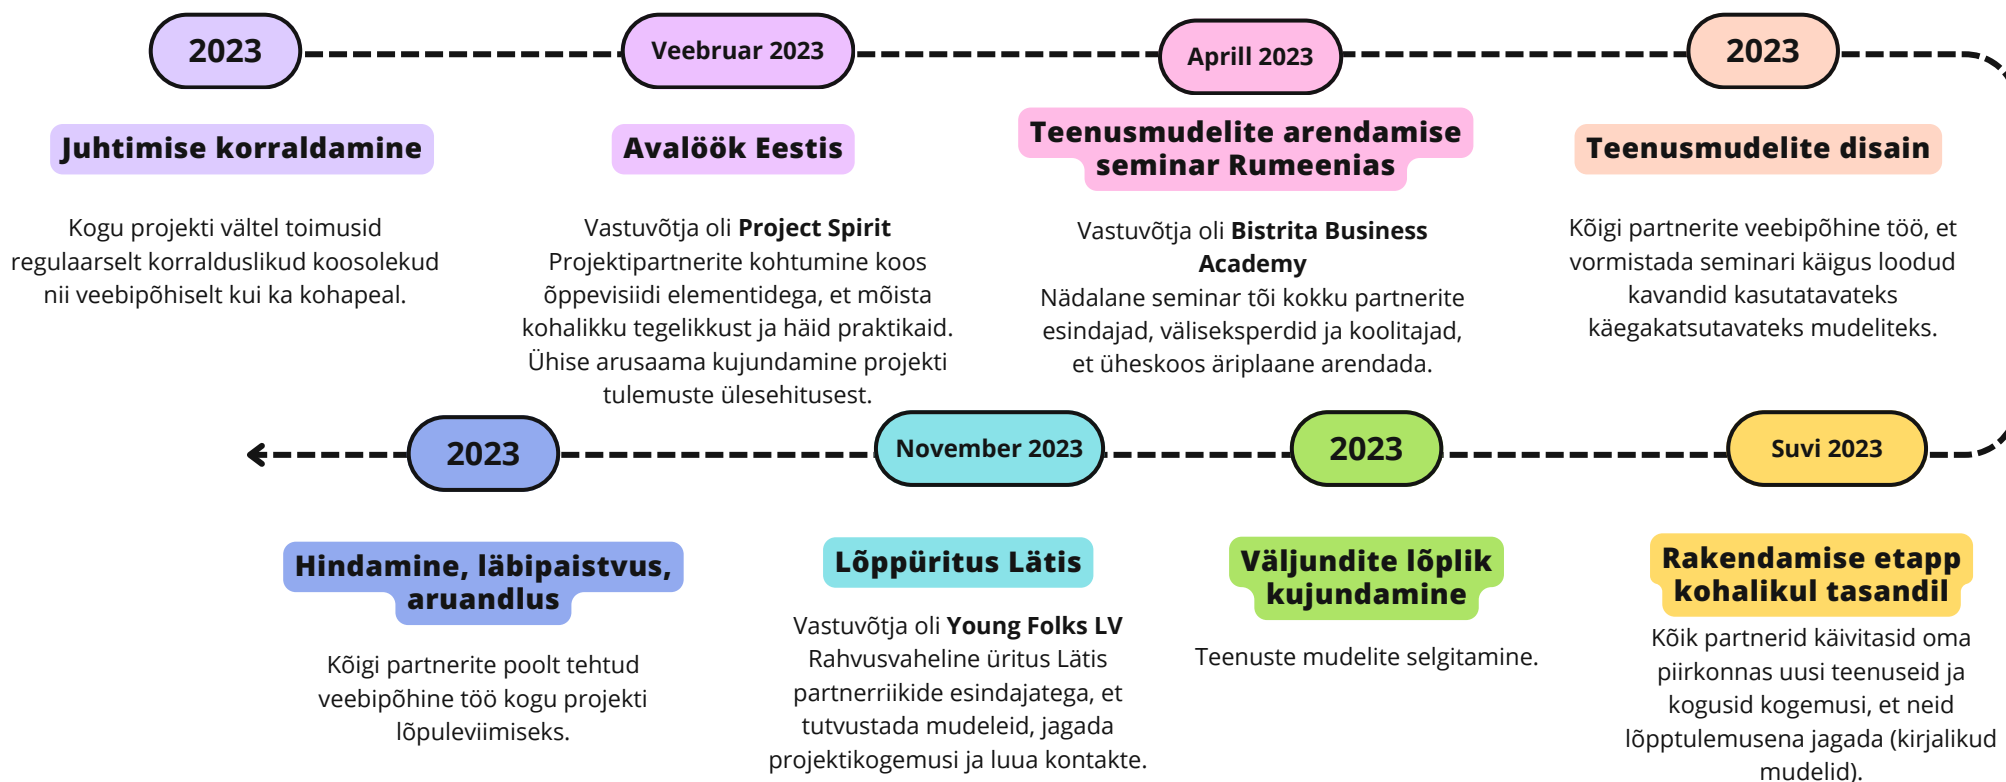 2023
Juhtimise korraldamine
Kogu projekti vältel toimusid
regulaarselt korralduslikud koosolekud
nii veebipõhiselt kui ka kohapeal.
Veebruar 2023
Avalöök Eestis
Vastuvõtja oli Project Spirit
Projektipartnerite kohtumine koos
õppevisiidi elementidega, et mõista
kohalikku tegelikkust ja häid praktikaid.
Ühise arusaama kujundamine projekti
tulemuste ülesehitusest.
Aprill 2023
Teenusmudelite arendamise
seminar Rumeenias
Vastuvõtja oli Bistrita Business
Academy
Nädalane seminar tõi kokku partnerite
esindajad, väliseksperdid ja koolitajad,
et üheskoos äriplaane arendada.
2023
Teenusmudelite disain
Kõigi partnerite veebipõhine töö, et
vormistada seminari käigus loodud
kavandid kasutatavateks
käegakatsutavateks mudeliteks.
Suvi 2023
Rakendamise etapp
kohalikul tasandil
Kõik partnerid käivitasid oma
piirkonnas uusi teenuseid ja
kogusid kogemusi, et neid
lõpptulemusena jagada (kirjalikud
mudelid).
2023
Väljundite lõplik
kujundamine
Teenuste mudelite selgitamine.
November 2023
Lõppüritus Lätis
Vastuvõtja oli Young Folks LV
Rahvusvaheline üritus Lätis
partnerriikide esindajatega, et
tutvustada mudeleid, jagada
projektikogemusi ja luua kontakte.
2023
Hindamine, läbipaistvus,
aruandlus
Kõigi partnerite poolt tehtud
veebipõhine töö kogu projekti
lõpuleviimiseks.